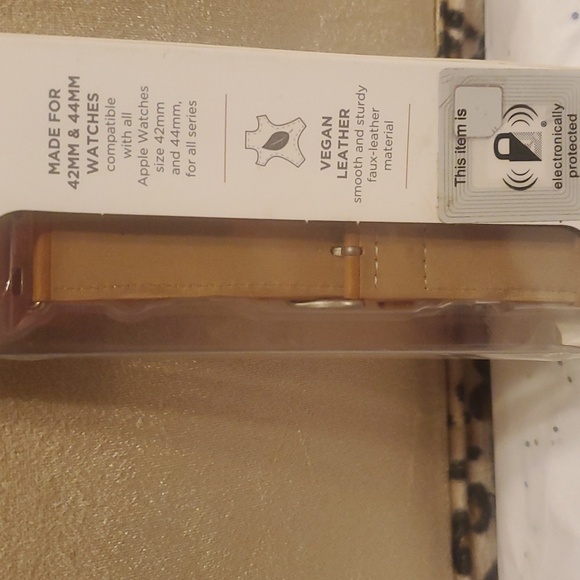 MADE FOR
42MM & 44MM
WATCHES
compatible
with all
Apple Watches
size 42mm
and 44mm,
for all series
VEGAN
LEATHER
smooth and sturdy
faux-leather
material
This item is
electronically
protected